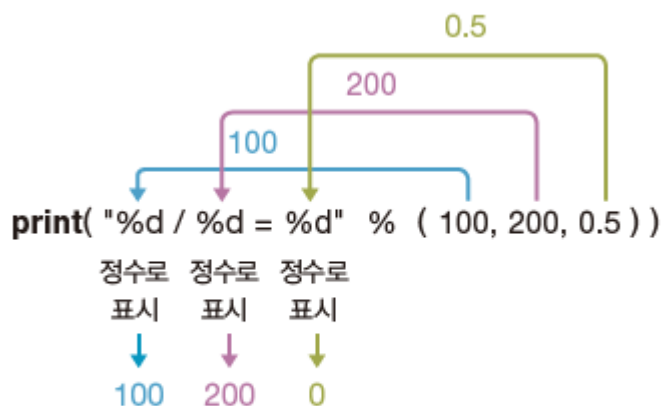 0.5
200
100
print( "%d / %d = %d" % ( 100, 200, 0.5 ) )
정수로 정수로 정수로
표시 표시 표시
100 200 0